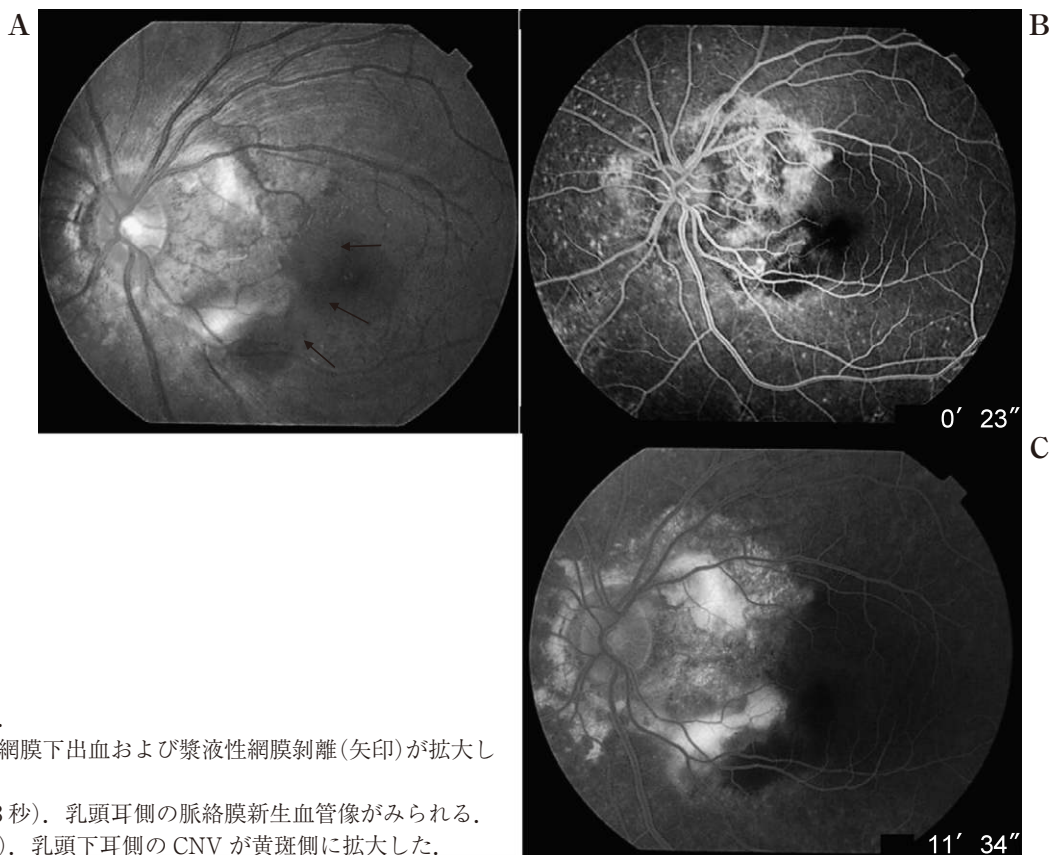 A
B
0′ 23″
C
.
網膜下出血および漿液性網膜剝離(矢印)が拡大し
秒). 乳頭耳側の脈絡膜新生血管像がみられる.
). 乳頭下耳側の CNV が黄斑側に拡大した.
11′ 34″